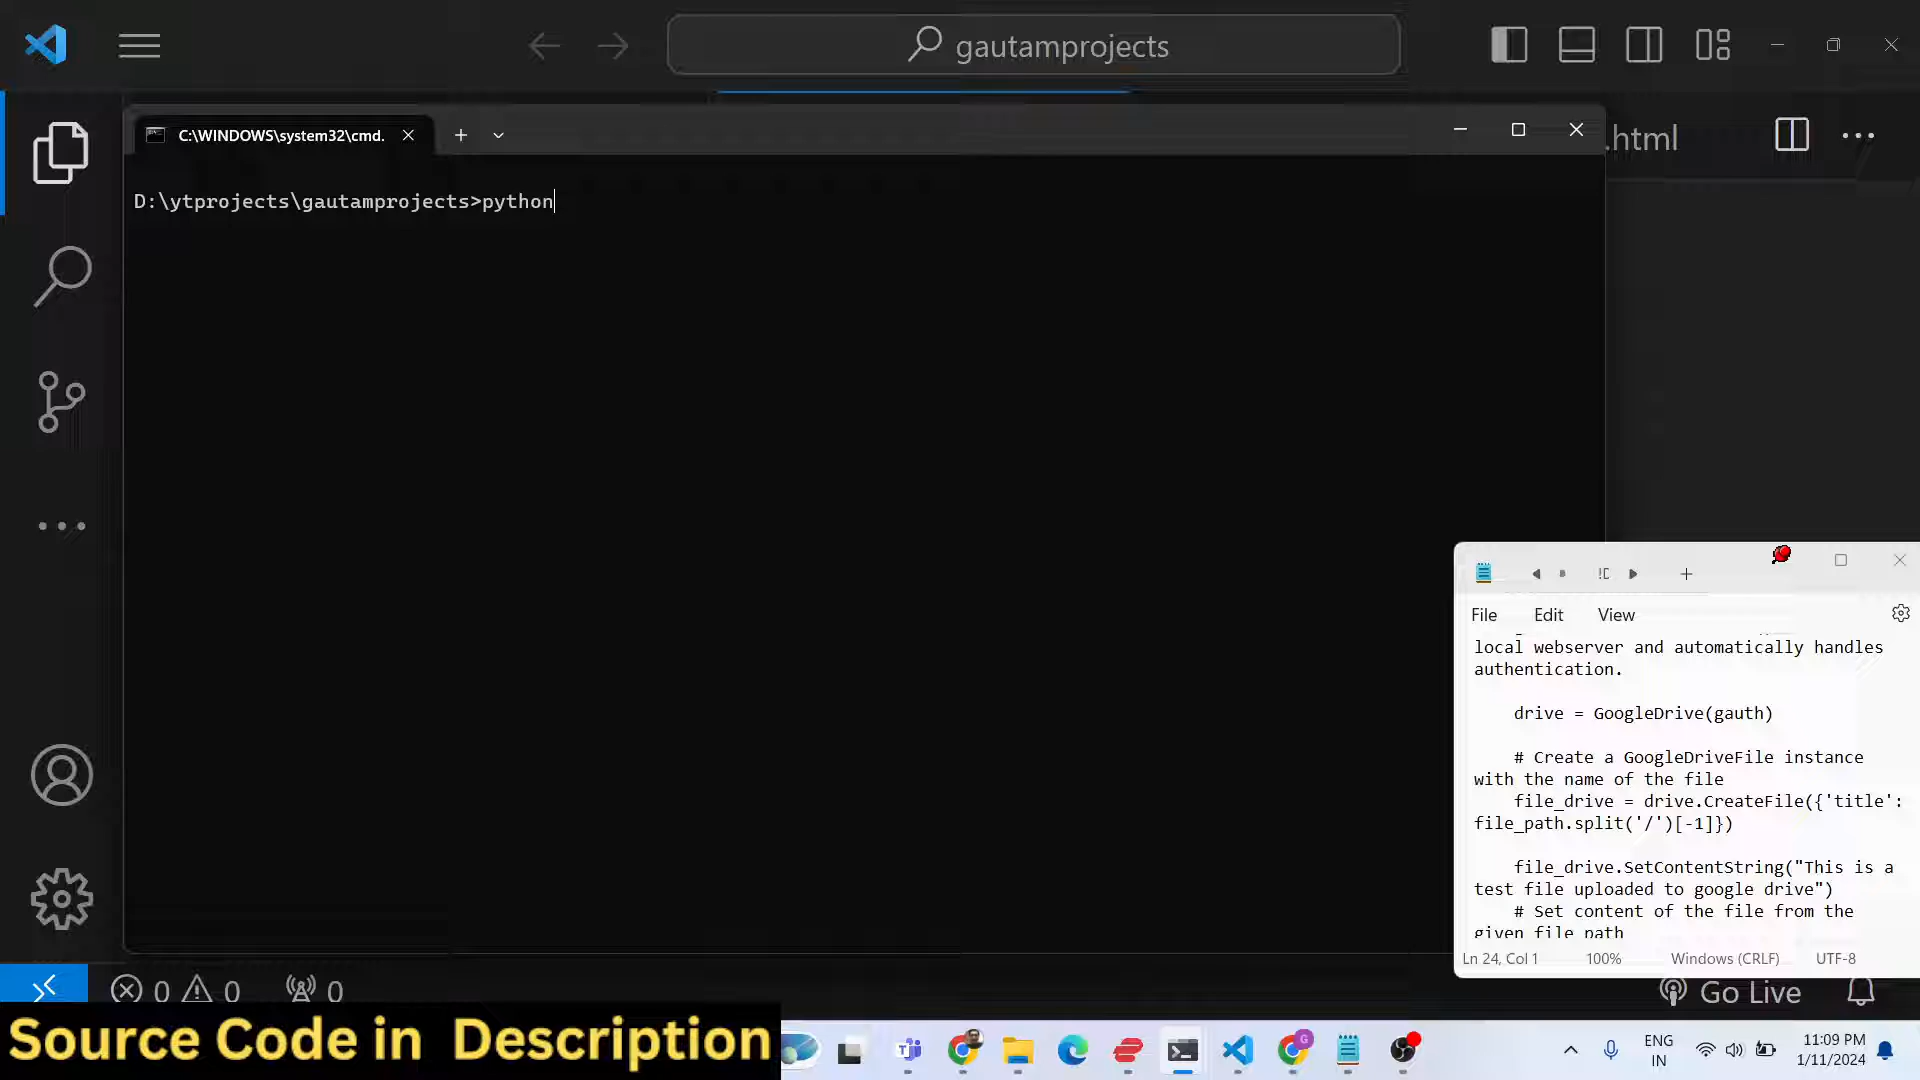 gautamprojects
C:\WINDOWS\system32\cmd.
.html
D:\ytprojects\gautamprojects>python
File Edit View
local webserver and automatically handles
authentication.
drive = GoogleDrive(gauth)
# Create a GoogleDriveFile instance
with the name of the file
file_drive = drive.CreateFile({'title':
file_path.split('/')[-1]})
file_drive.SetContentString("This is a
test file uploaded to google drive")
# Set content of the file from the
given file path
Ln 24, Col 1 100% Windows (CRLF) UTF-8
0 0 0
Go Live
Source Code in Description
ENG
IN
11:09 PM
1/11/2024